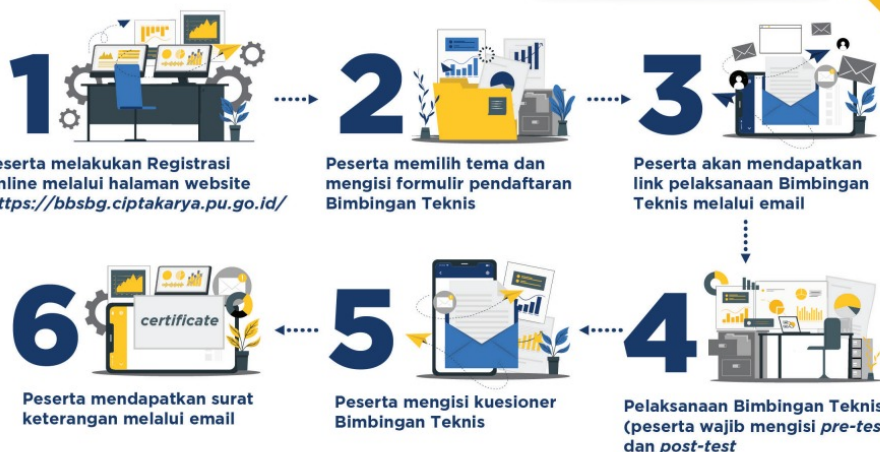 1
eserta melakukan Registrasi
nline melalui halaman website
ttps://bbsbg.ciptakarya.pu.go.id/
2
Peserta memilih tema dan
mengisi formulir pendaftaran
Bimbingan Teknis
3
Peserta akan mendapatkan
link pelaksanaan Bimbingan
Teknis melalui email
4
Pelaksanaan Bimbingan Teknis
(peserta wajib mengisi pre-tes
dan post-test
5
Peserta mengisi kuesioner
Bimbingan Teknis
6
certificate
Peserta mendapatkan surat
keterangan melalui email